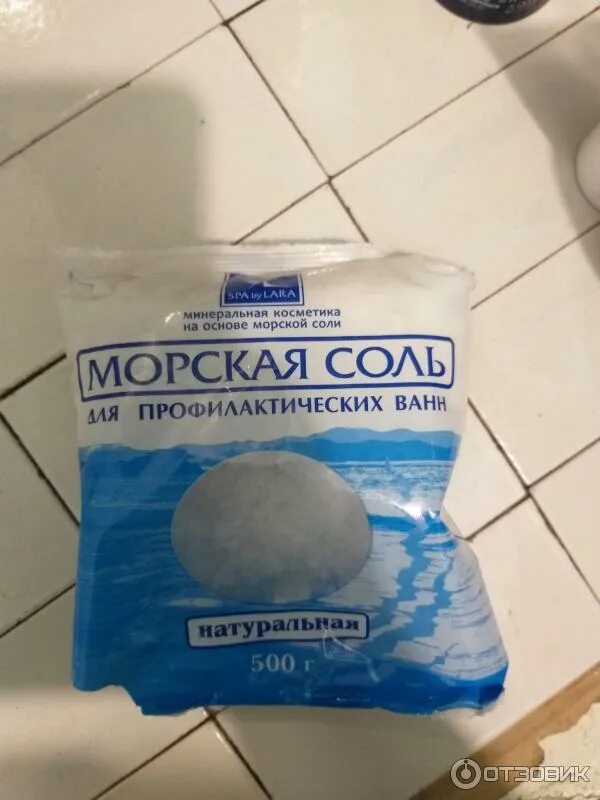 SPA by LARA
минеральная косметика
на основе морской соли
МОРСКАЯ СОЛЬ
ДЛЯ ПРОФИЛАКТИЧЕСКИХ ВАНН
натуральная
500 г
ОТЗОВИК